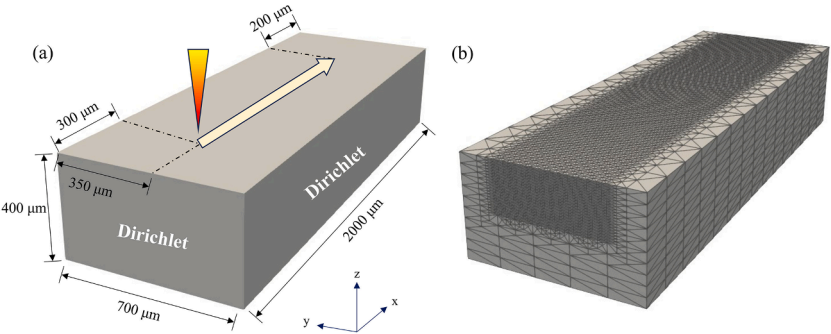 200 μm
(a)
(b)
300 μm
350 μm
400 μm
Dirichlet
Dirichlet
2000 μm
700 μm
z
x
y